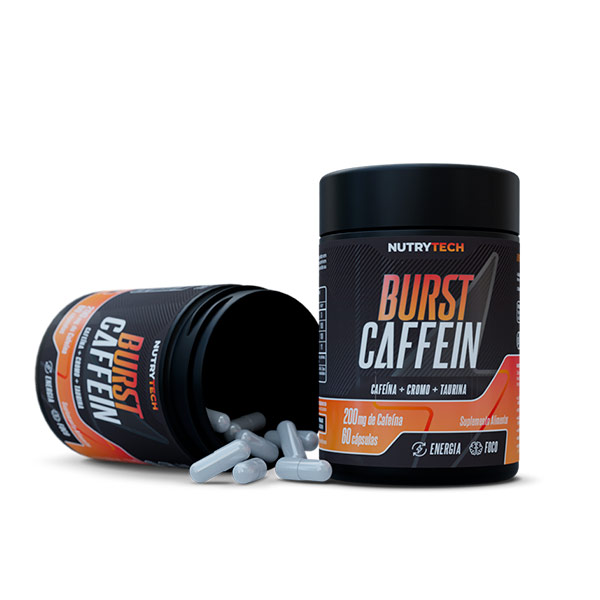 NUTRYTECH
BURST
CAFFEIN
CAFEÍNA + CROMO + TAURINA
200mg de Cafeína
60 cápsulas
Suplemento Alimentar
ENERGIA
FOCO
NUTRYTECH
BURST
CAFFEIN
CAFEÍNA + CROMO + TAURINA
ENERGIA